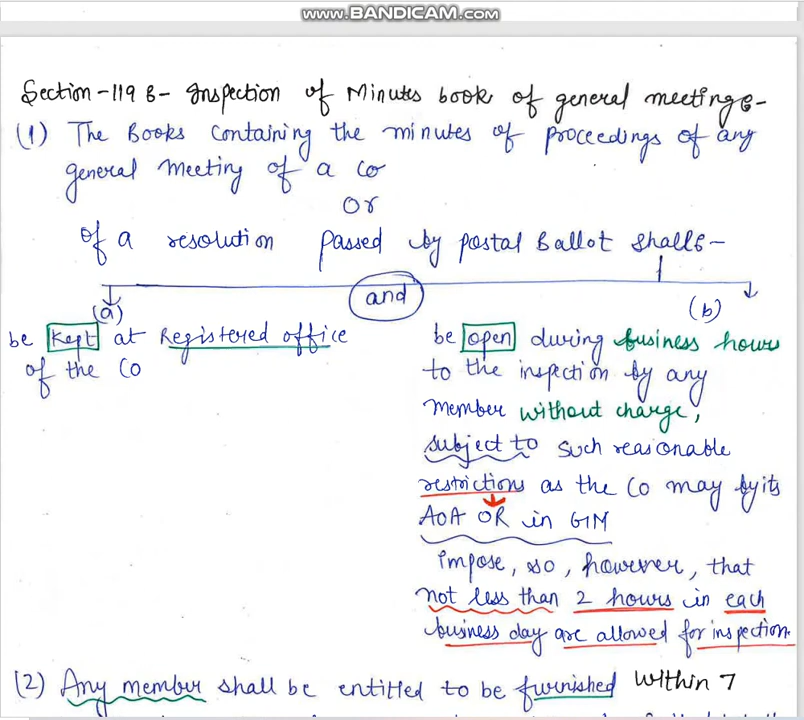 www.BANDICAM.com
Section-119 :- Inspection of Minutes book of general meeting:-
(1) The Books containing the minutes of proceedings of any
general meeting of a co
OR
of a resolution passed by postal Ballot shall:-
and
(a)
be kept at Registered office
of the co
(b)
be open during business hours
to the inspection by any
member without charge,
subject to such reasonable
restrictions as the co may by its
AOA OR in GM
impose, so, however, that
not less than 2 hours in each
business day are allowed for inspection.
(2) Any member shall be entitled to be furnished within 7